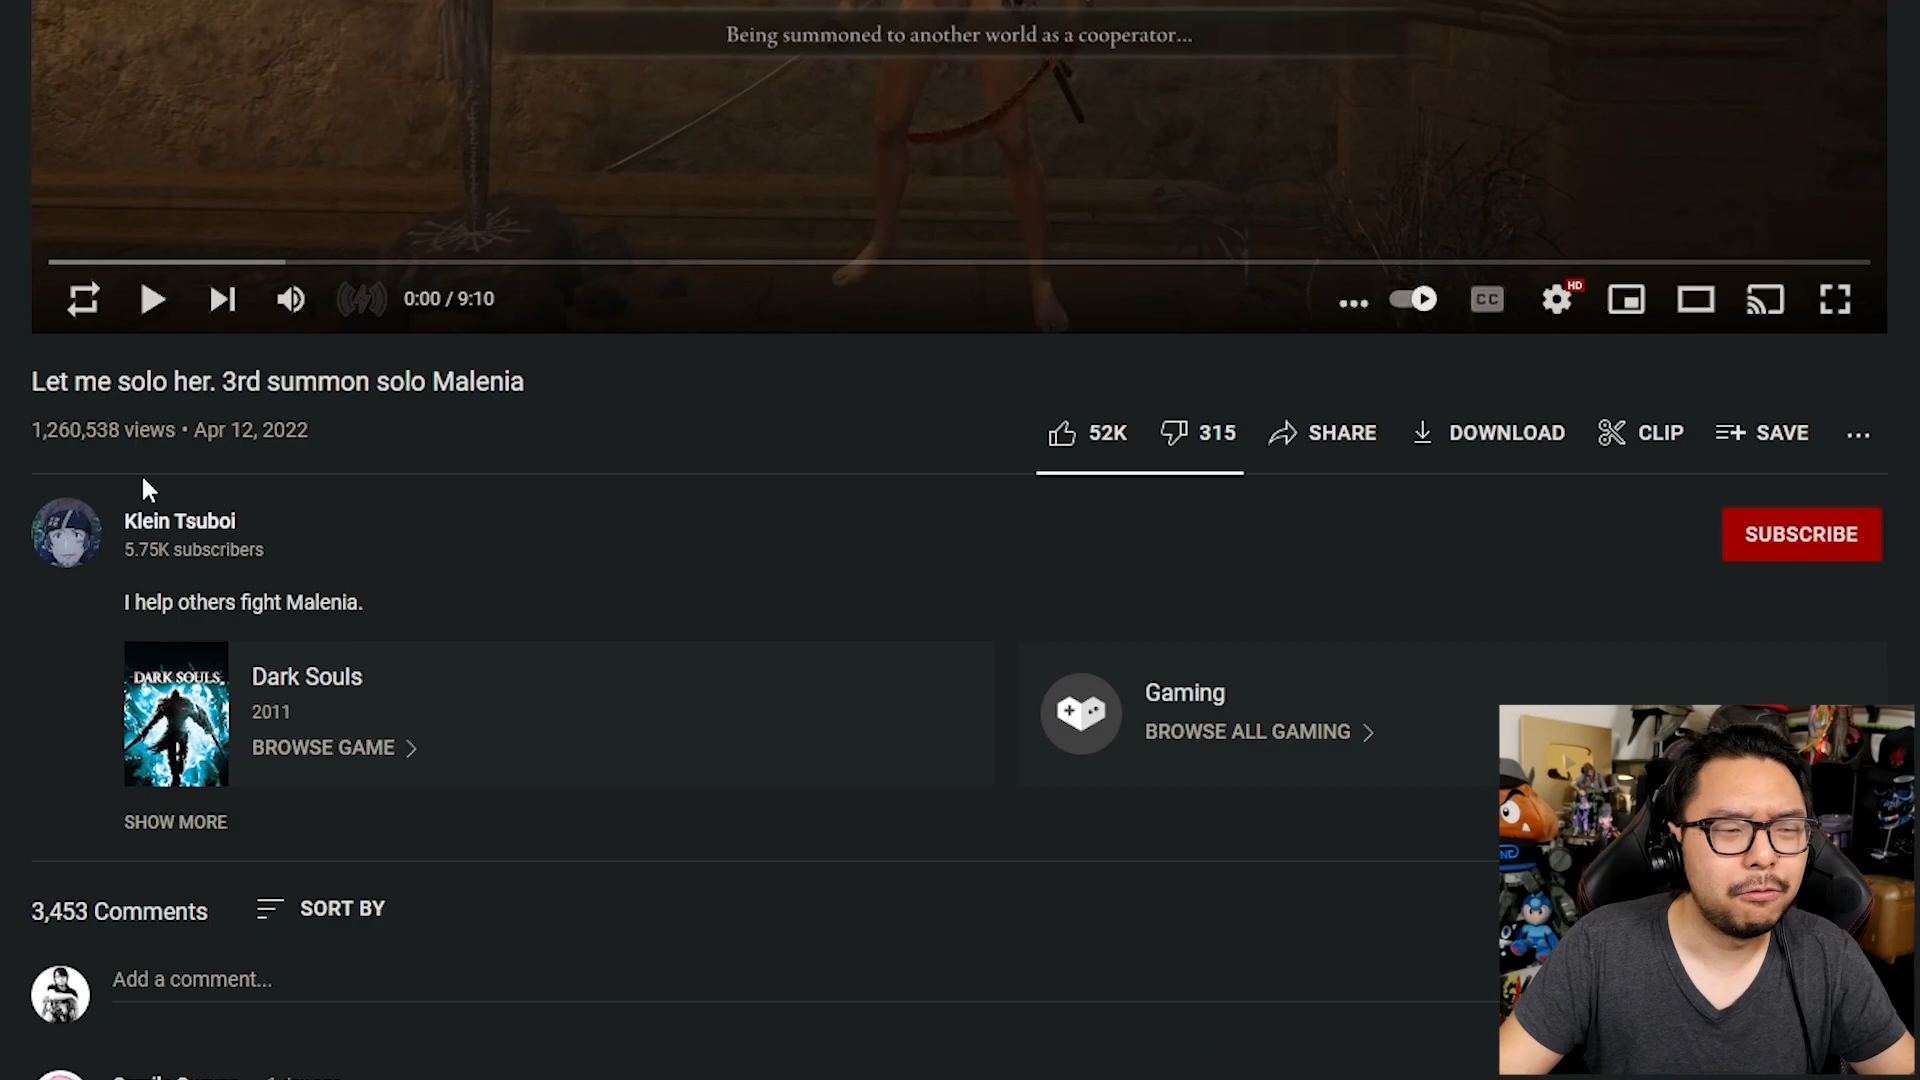 Being summoned to another world as a cooperator...
0:00 / 9:10
CC
HD
Let me solo her. 3rd summon solo Malenia
1,260,538 views • Apr 12, 2022
52K
315
SHARE
DOWNLOAD
CLIP
SAVE
Klein Tsuboi
5.75K subscribers
SUBSCRIBE
I help others fight Malenia.
DARK SOULS
Dark Souls
2011
BROWSE GAME
Gaming
BROWSE ALL GAMING
SHOW MORE
3,453 Comments
SORT BY
Add a comment...